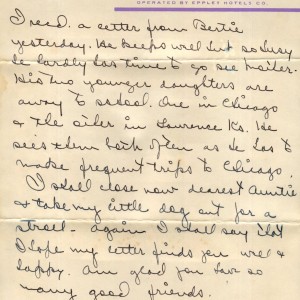 OPERATED BY EPPLEY HOTELS CO.
I recd. a letter from Bertie
yesterday. He keeps well but so busy
he hardly has time to go see Mother.
His two younger daughters are
away to school. One in Chicago
& the other in Lawrence Ks. He
sees them both often as he has to
make frequent trips to Chicago.
I shall close now dearest Auntie
& take my little dog out for a
stroll - again I shall say that
I hope my letter finds you well &
happy. Am glad you have so
many good friends.